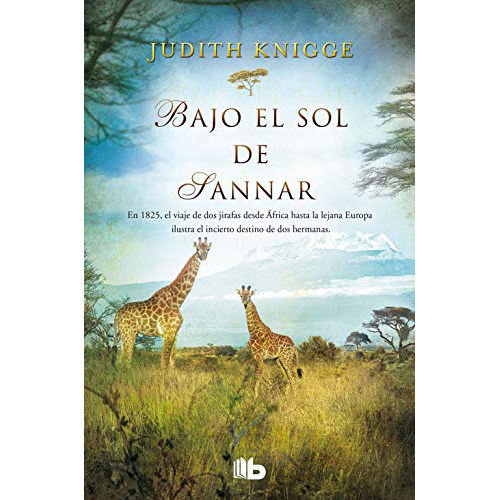 JUDITH KNIGGE
BAJO EL SOL
DE
SANNAR
En 1825, el viaje de dos jirafas desde África hasta la lejana Europa
ilustra el incierto destino de dos hermanas.
b